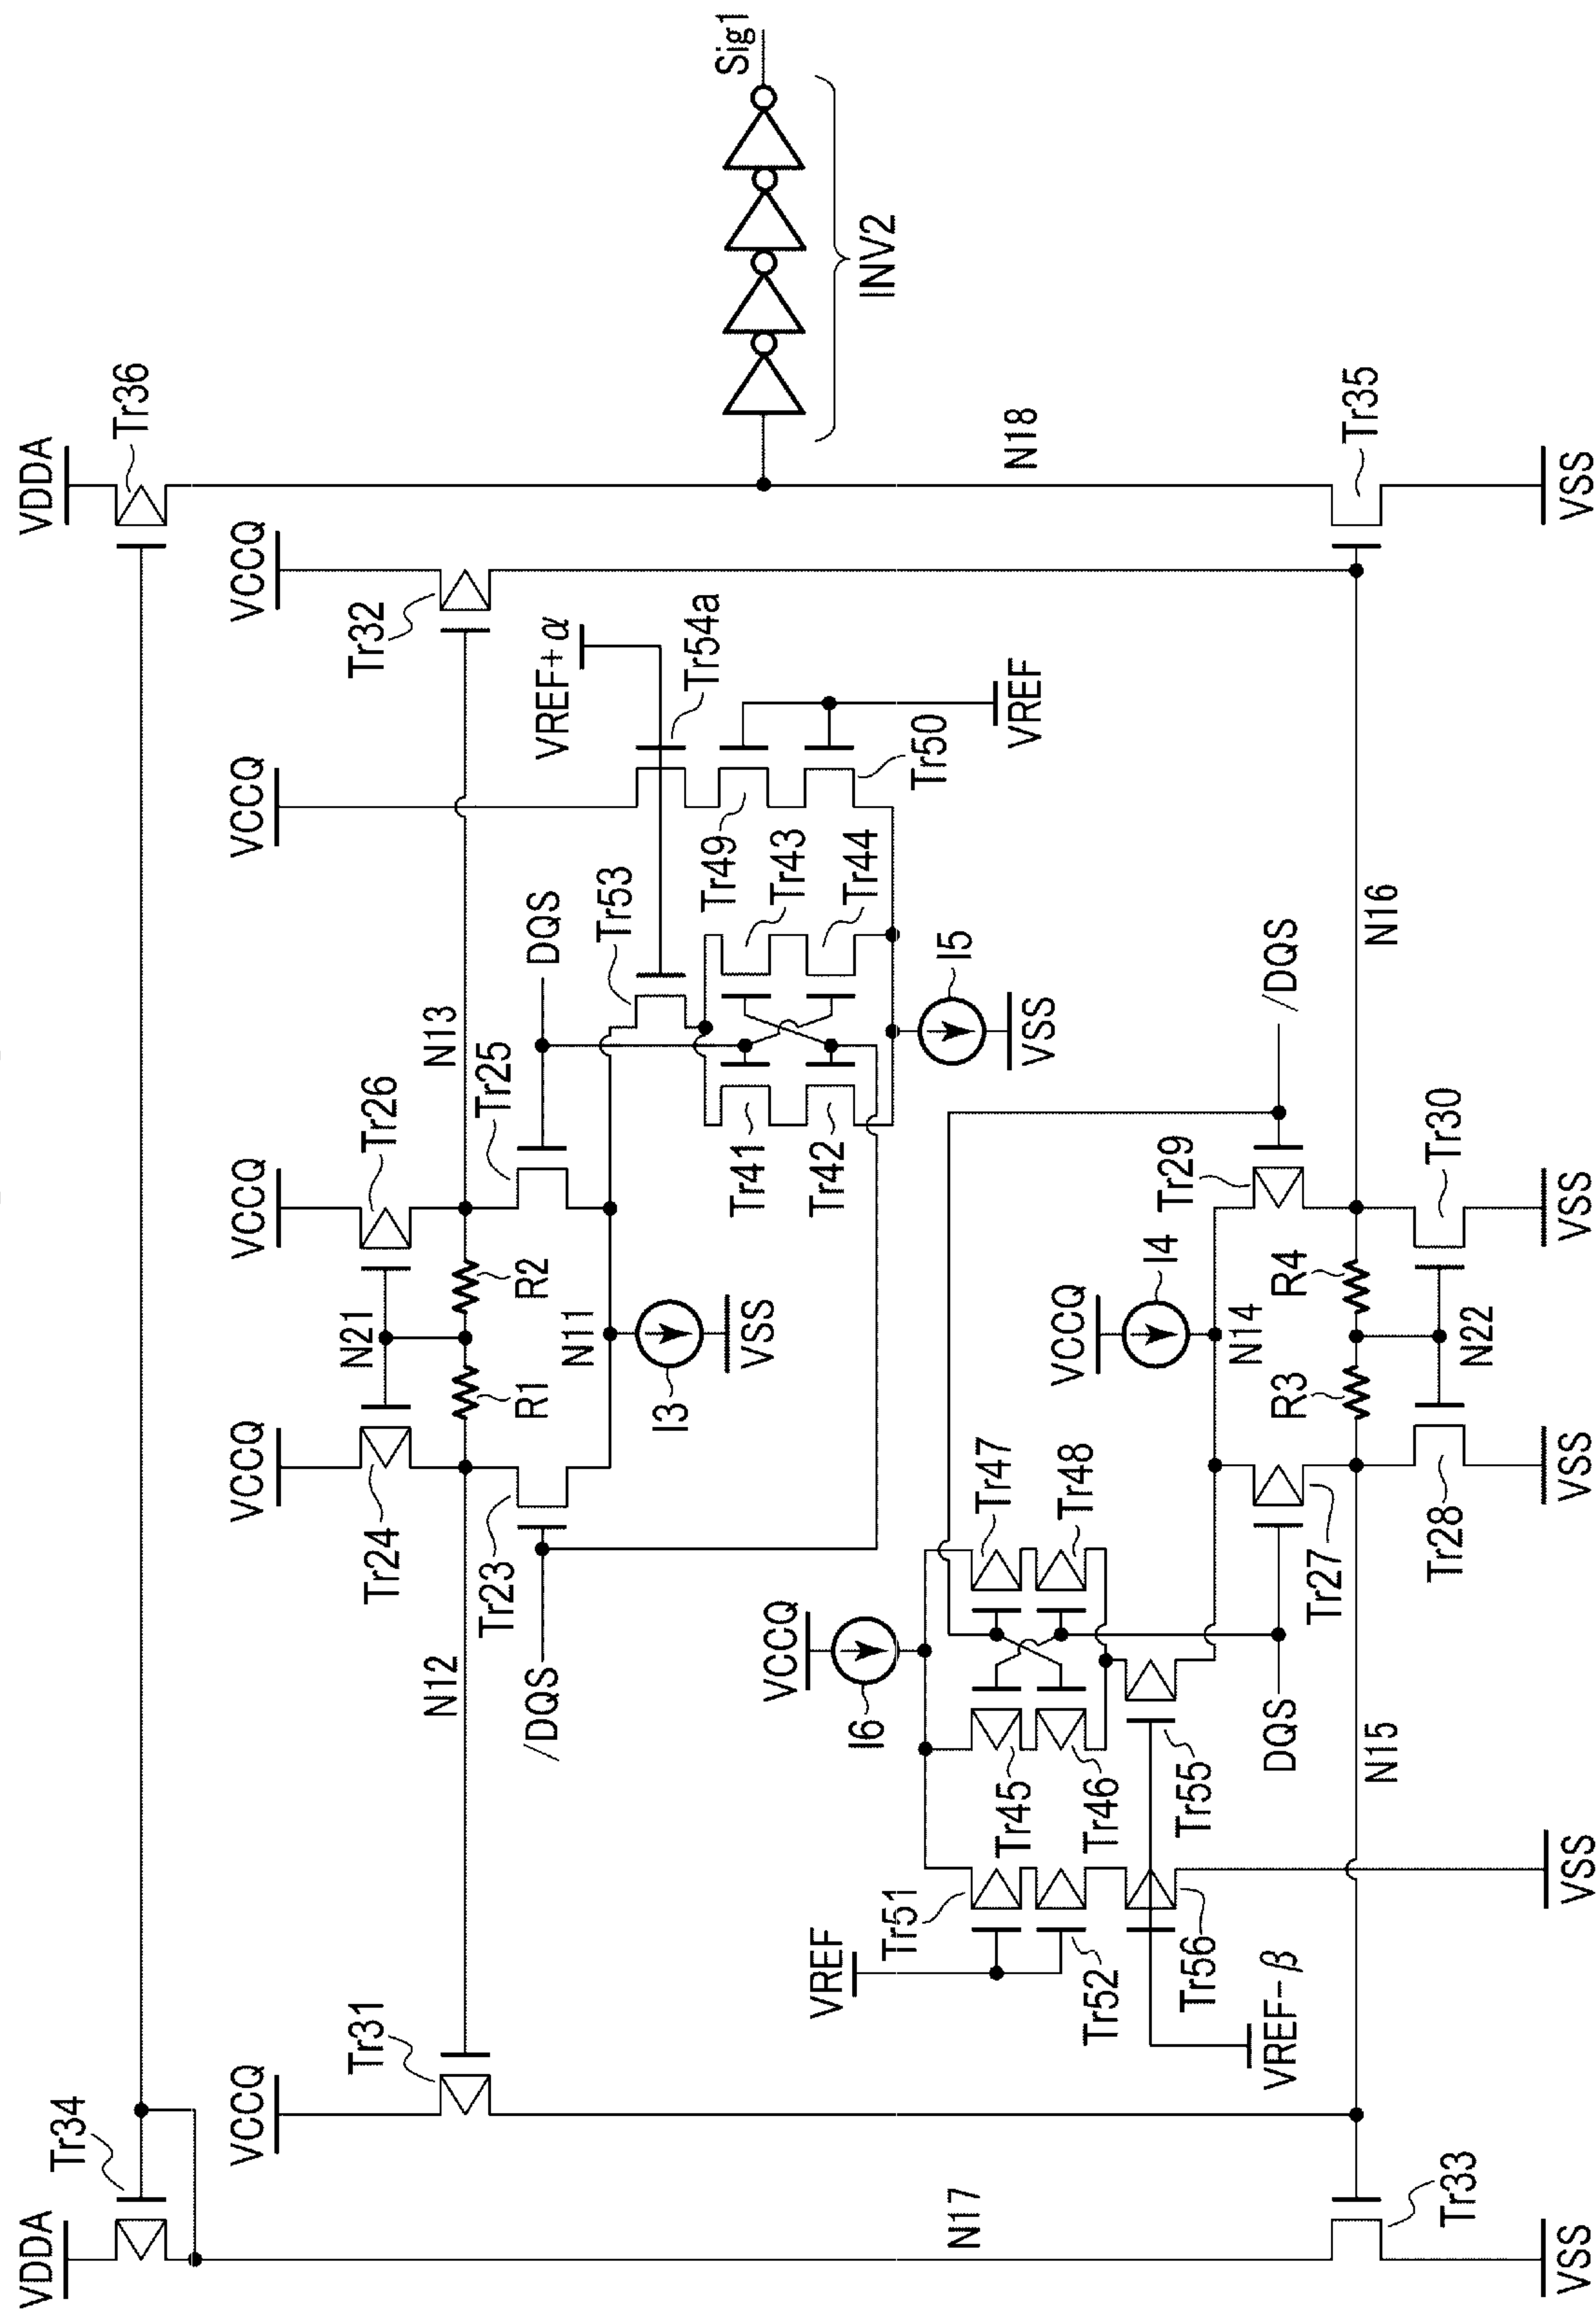 VDDA
Tr34
N17
Tr33
VSS
VCCQ
Tr31
N12
N15
VREF
Tr51
Tr52
Tr56
VREF-β
VSS
Tr45
Tr46
Tr55
VCCQ
I6
Tr47
Tr48
DQS
/DQS
VCCQ
Tr24
Tr23
N21
R1
R2
N11
I3
VSS
VCCQ
Tr26
Tr25
N13
DQS
VCCQ
I4
N14
Tr27
Tr29
/DQS
R3
R4
N22
Tr28
VSS
Tr30
VSS
N16
Tr41
Tr42
Tr53
Tr43
Tr44
I5
VSS
VCCQ
Tr49
Tr50
Tr54a
VREF+α
VREF
VCCQ
Tr32
VDDA
Tr36
N18
Tr35
VSS
INV2
Sig1